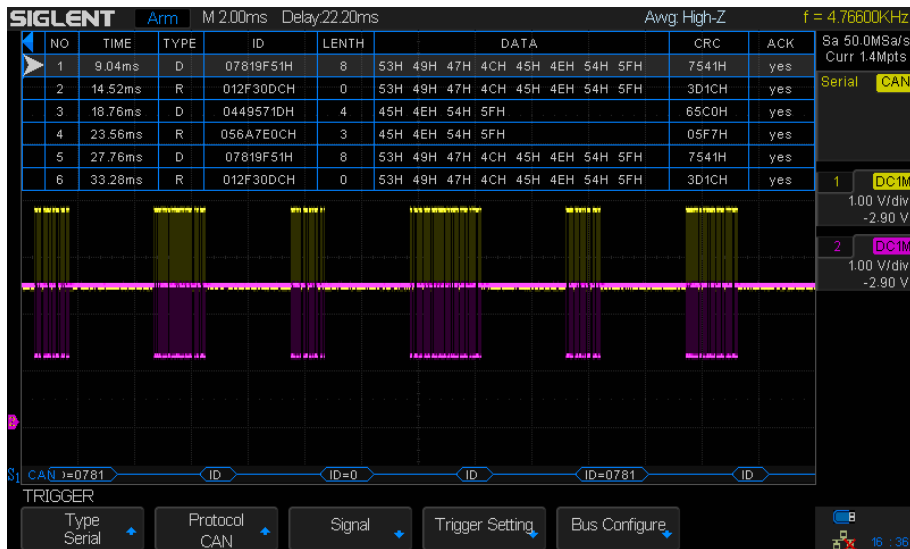 SIGLENT Arm M 2.00ms Delay:22.20ms Awg: High-Z f = 4.76600KHz
NO TIME TYPE ID LENTH DATA CRC ACK
Sa 50.0MSa/s
Curr 1.4Mpts
1 9.04ms D 07819F51H 8 53H 49H 47H 4CH 45H 4EH 54H 5FH 7541H yes
2 14.52ms R 012F30DCH 0 53H 49H 47H 4CH 45H 4EH 54H 5FH 3D1CH yes
3 18.76ms D 0449571DH 4 45H 4EH 54H 5FH 65C0H yes
4 23.56ms R 056A7E0CH 3 45H 4EH 54H 5FH 05F7H yes
5 27.76ms D 07819F51H 8 53H 49H 47H 4CH 45H 4EH 54H 5FH 7541H yes
6 33.28ms R 012F30DCH 0 53H 49H 47H 4CH 45H 4EH 54H 5FH 3D1CH yes
Serial CAN
1 DC1M
1.00 V/div
-2.90 V
2 DC1M
1.00 V/div
-2.90 V
S1 CAN )=0781 ID ID=0 ID ID=0781 ID
TRIGGER
Type
Serial
Protocol
CAN
Signal
Trigger Setting
Bus Configure
16:36